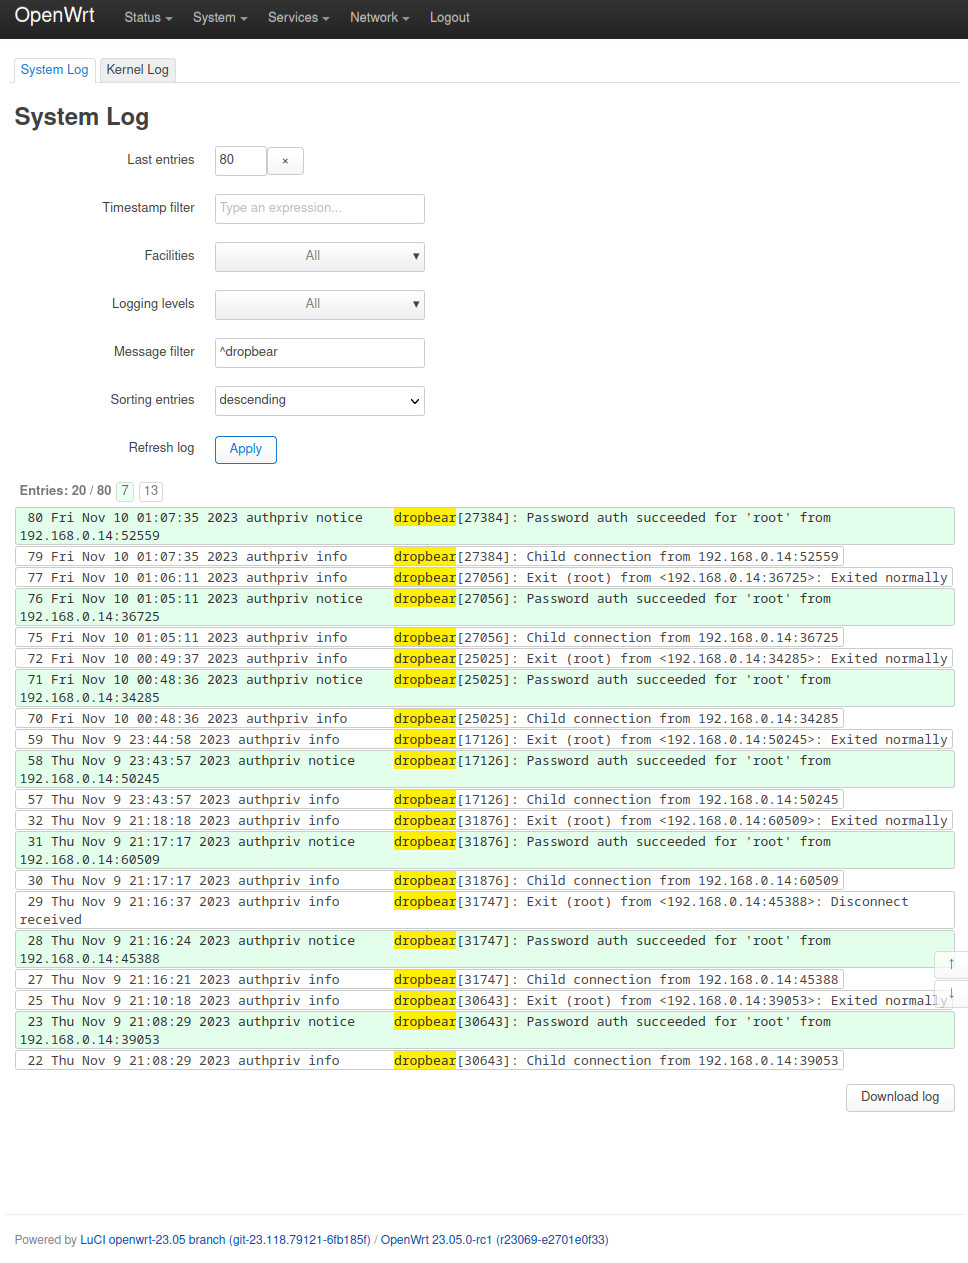 OpenWrt Status System Services Network Logout
System Log Kernel Log
System Log
Last entries 80 ×
Timestamp filter Type an expression...
Facilities All ▾
Logging levels All ▾
Message filter ^dropbear
Sorting entries descending
Refresh log Apply
Entries: 20 / 80 7 13
80 Fri Nov 10 01:07:35 2023 authpriv notice dropbear[27384]: Password auth succeeded for 'root' from
192.168.0.14:52559
79 Fri Nov 10 01:07:35 2023 authpriv info dropbear[27384]: Child connection from 192.168.0.14:52559
77 Fri Nov 10 01:06:11 2023 authpriv info dropbear[27056]: Exit (root) from <192.168.0.14:36725>: Exited normally
76 Fri Nov 10 01:05:11 2023 authpriv notice dropbear[27056]: Password auth succeeded for 'root' from
192.168.0.14:36725
75 Fri Nov 10 01:05:11 2023 authpriv info dropbear[27056]: Child connection from 192.168.0.14:36725
72 Fri Nov 10 00:49:37 2023 authpriv info dropbear[25025]: Exit (root) from <192.168.0.14:34285>: Exited normally
71 Fri Nov 10 00:48:36 2023 authpriv notice dropbear[25025]: Password auth succeeded for 'root' from
192.168.0.14:34285
70 Fri Nov 10 00:48:36 2023 authpriv info dropbear[25025]: Child connection from 192.168.0.14:34285
59 Thu Nov 9 23:44:58 2023 authpriv info dropbear[17126]: Exit (root) from <192.168.0.14:50245>: Exited normally
58 Thu Nov 9 23:43:57 2023 authpriv notice dropbear[17126]: Password auth succeeded for 'root' from
192.168.0.14:50245
57 Thu Nov 9 23:43:57 2023 authpriv info dropbear[17126]: Child connection from 192.168.0.14:50245
32 Thu Nov 9 21:18:18 2023 authpriv info dropbear[31876]: Exit (root) from <192.168.0.14:60509>: Exited normally
31 Thu Nov 9 21:17:17 2023 authpriv notice dropbear[31876]: Password auth succeeded for 'root' from
192.168.0.14:60509
30 Thu Nov 9 21:17:17 2023 authpriv info dropbear[31876]: Child connection from 192.168.0.14:60509
29 Thu Nov 9 21:16:37 2023 authpriv info dropbear[31747]: Exit (root) from <192.168.0.14:45388>: Disconnect
received
28 Thu Nov 9 21:16:24 2023 authpriv notice dropbear[31747]: Password auth succeeded for 'root' from
192.168.0.14:45388
27 Thu Nov 9 21:16:21 2023 authpriv info dropbear[31747]: Child connection from 192.168.0.14:45388
25 Thu Nov 9 21:10:18 2023 authpriv info dropbear[30643]: Exit (root) from <192.168.0.14:39053>: Exited normally
23 Thu Nov 9 21:08:29 2023 authpriv notice dropbear[30643]: Password auth succeeded for 'root' from
192.168.0.14:39053
22 Thu Nov 9 21:08:29 2023 authpriv info dropbear[30643]: Child connection from 192.168.0.14:39053
Download log
Powered by LuCI openwrt-23.05 branch (git-23.118.79121-6fb185f) / OpenWrt 23.05.0-rc1 (r23069-e2701e0f33)